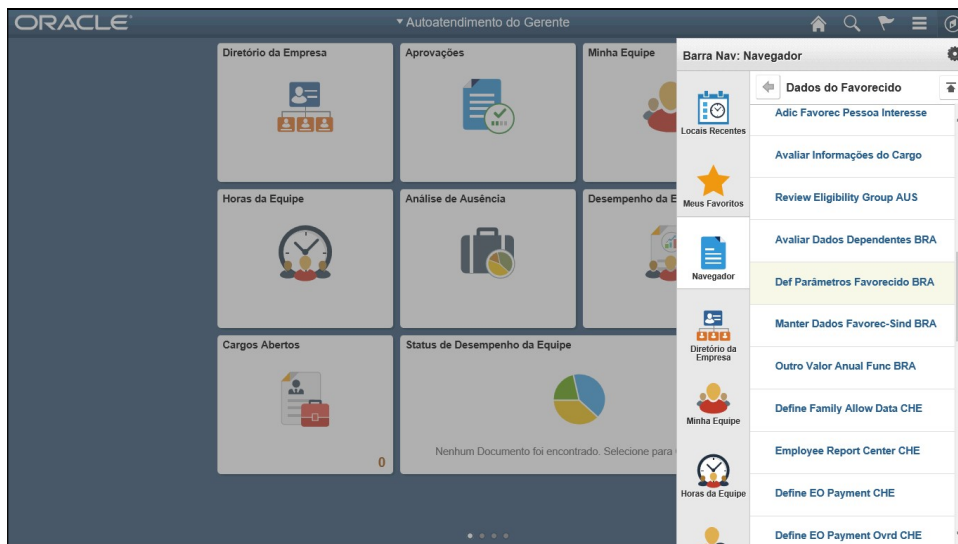 ORACLE
Autoatendimento do Gerente
Diretório da Empresa
Aprovações
Minha Equipe
Horas da Equipe
Análise de Ausência
Desempenho da E
Cargos Abertos
0
Status de Desempenho da Equipe
Nenhum Documento foi encontrado. Selecione para
Barra Nav: Navegador
Locais Recentes
Meus Favoritos
Navegador
Diretório da
Empresa
Minha Equipe
Horas da Equipe
Dados do Favorecido
Adic Favorec Pessoa Interesse
Avaliar Informações do Cargo
Review Eligibility Group AUS
Avaliar Dados Dependentes BRA
Def Parâmetros Favorecido BRA
Manter Dados Favorec-Sind BRA
Outro Valor Anual Func BRA
Define Family Allow Data CHE
Employee Report Center CHE
Define EO Payment CHE
Define EO Payment Ovrd CHE